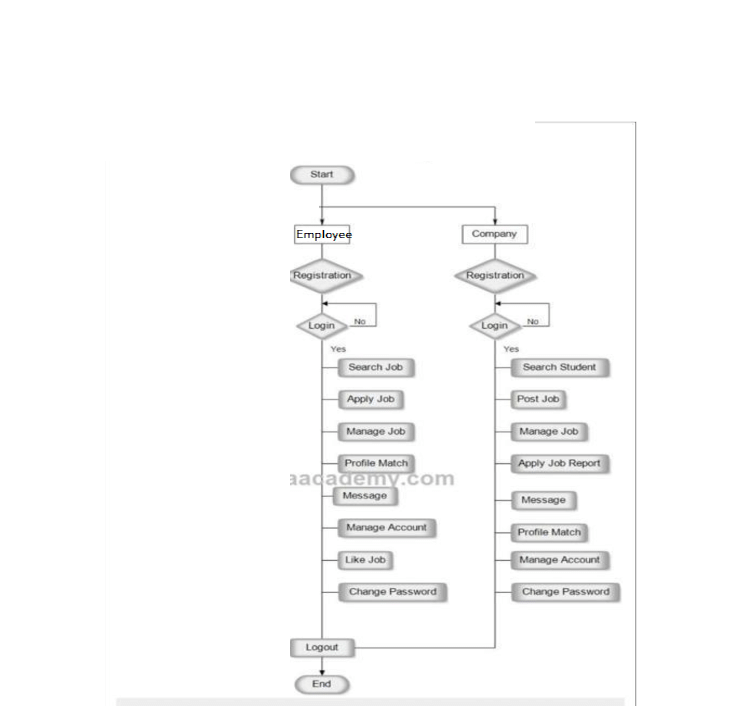 Start
Employee
Company
Registration
Registration
Login
No
Login
No
Yes
Yes
Search Job
Search Student
Apply Job
Post Job
Manage Job
Manage Job
Profile Match
Apply Job Report
aacademy.com
Message
Message
Manage Account
Profile Match
Like Job
Manage Account
Change Password
Change Password
Logout
End